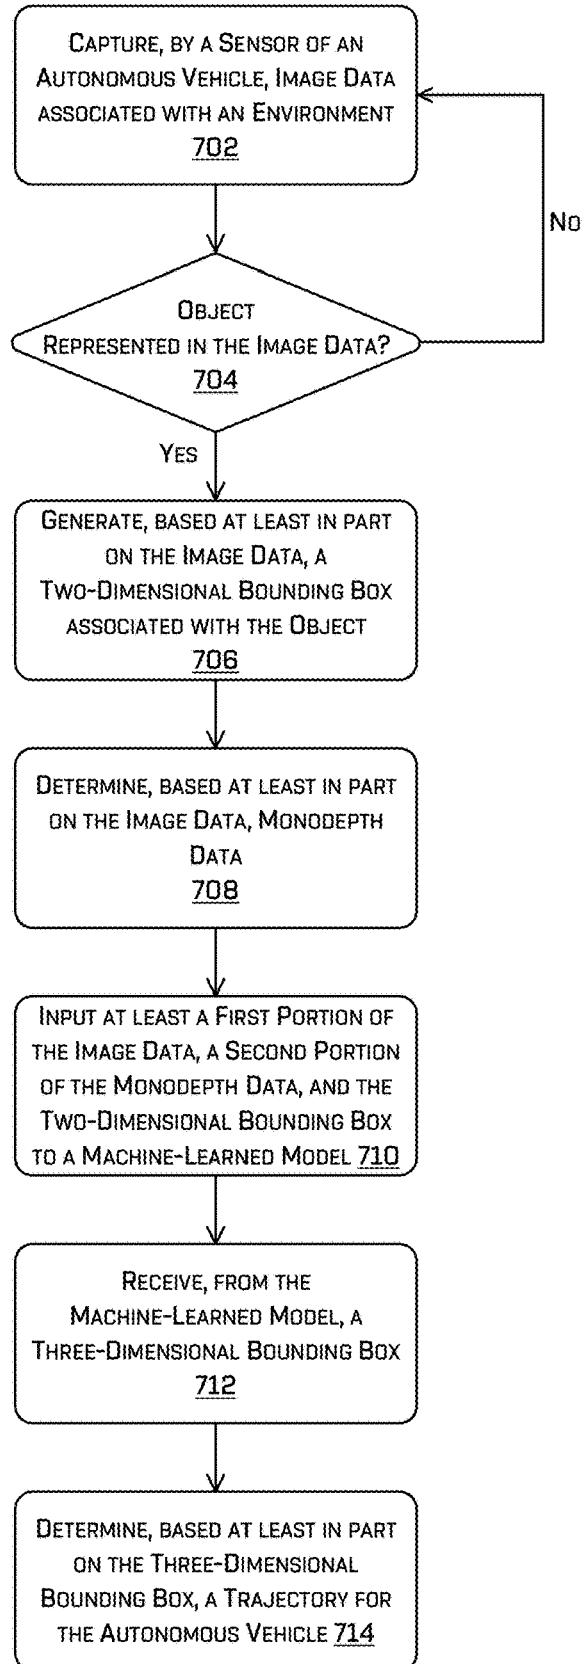 CAPTURE, BY A SENSOR OF AN
AUTONOMOUS VEHICLE, IMAGE DATA
ASSOCIATED WITH AN ENVIRONMENT
702
NO
OBJECT
REPRESENTED IN THE IMAGE DATA?
704
YES
GENERATE, BASED AT LEAST IN PART
ON THE IMAGE DATA, A
TWO-DIMENSIONAL BOUNDING BOX
ASSOCIATED WITH THE OBJECT
706
DETERMINE, BASED AT LEAST IN PART
ON THE IMAGE DATA, MONODEPTH
DATA
708
INPUT AT LEAST A FIRST PORTION OF
THE IMAGE DATA, A SECOND PORTION
OF THE MONODEPTH DATA, AND THE
TWO-DIMENSIONAL BOUNDING BOX
TO A MACHINE-LEARNED MODEL 710
RECEIVE, FROM THE
MACHINE-LEARNED MODEL, A
THREE-DIMENSIONAL BOUNDING BOX
712
DETERMINE, BASED AT LEAST IN PART
ON THE THREE-DIMENSIONAL
BOUNDING BOX, A TRAJECTORY FOR
THE AUTONOMOUS VEHICLE 714